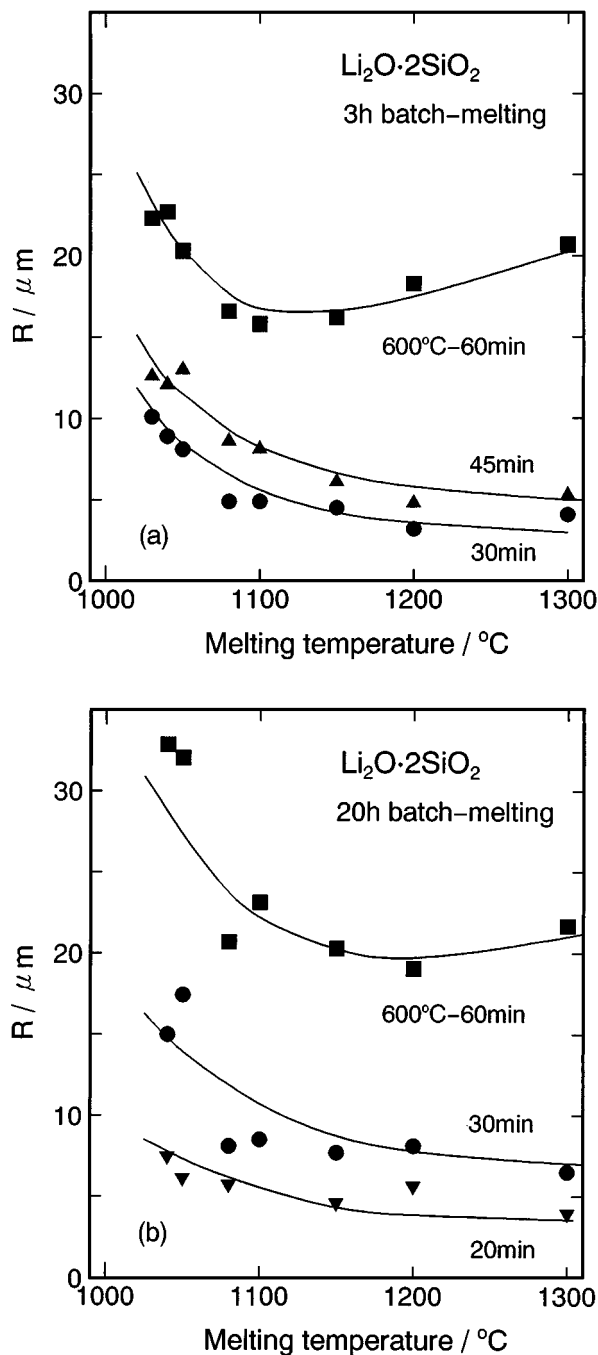 30
20
10
0
R / μm
Li₂O·2SiO₂
3h batch-melting
600°C-60min
45min
30min
(a)
1000 1100 1200 1300
Melting temperature / °C
30
20
10
0
R / μm
Li₂O·2SiO₂
20h batch-melting
600°C-60min
30min
20min
(b)
1000 1100 1200 1300
Melting temperature / °C